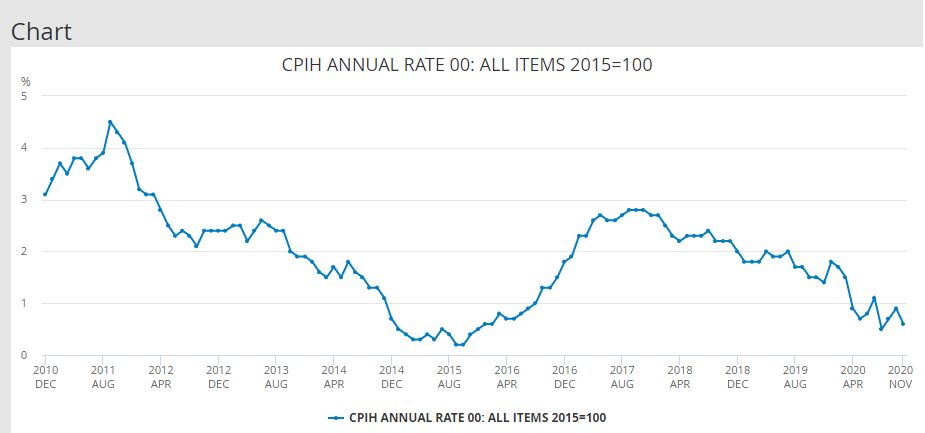 Chart
CPIH ANNUAL RATE 00: ALL ITEMS 2015=100
%
5
4
3
2
1
0
2010 2011 2012 2012 2013 2014 2014 2015 2016 2016 2017 2018 2018 2019 2020 2020
DEC AUG APR DEC AUG APR DEC AUG APR DEC AUG APR DEC AUG APR NOV
CPIH ANNUAL RATE 00: ALL ITEMS 2015=100